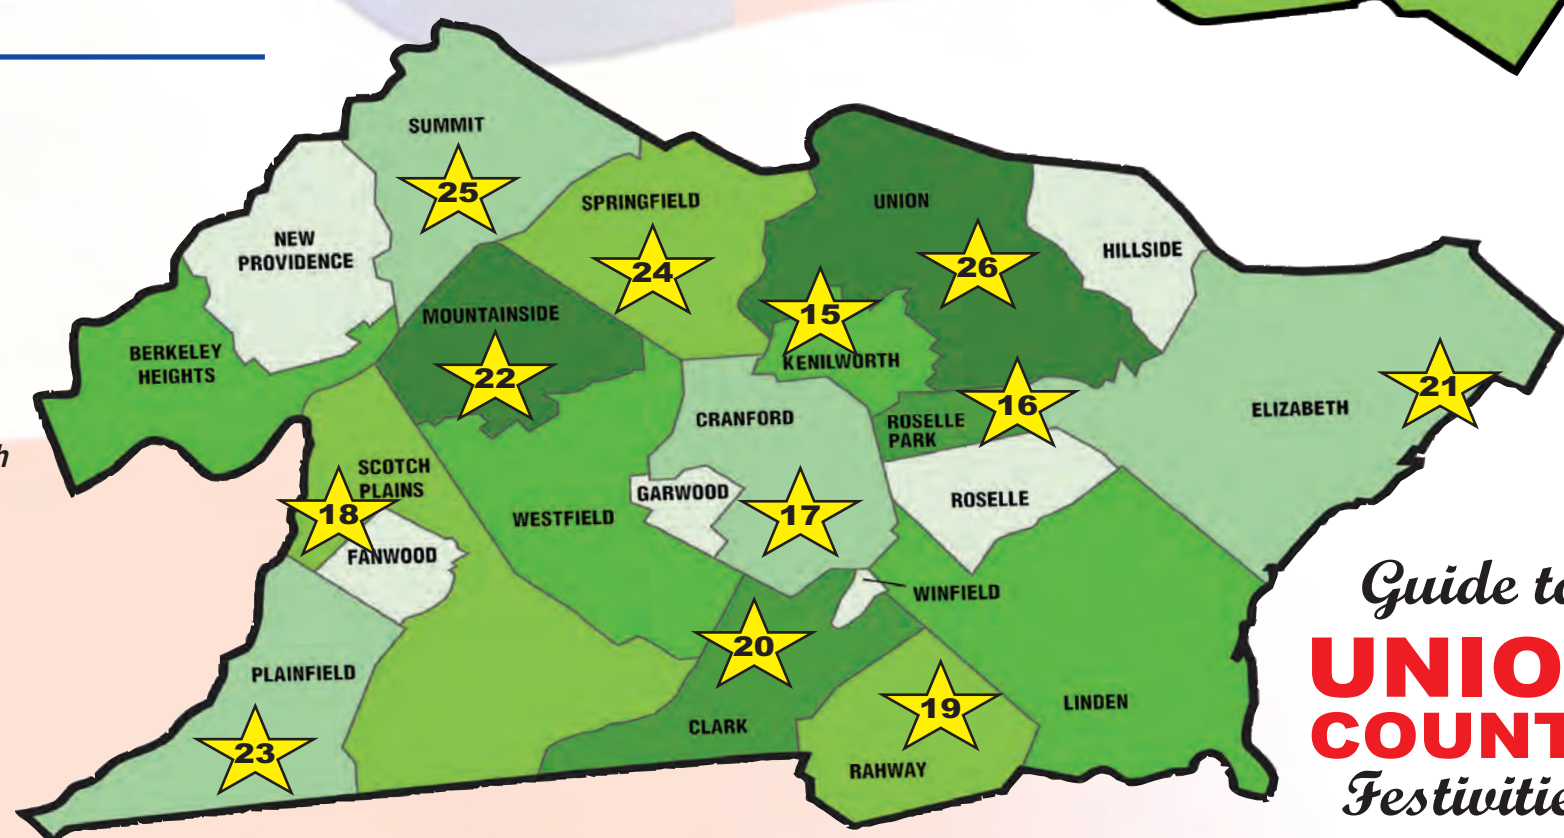 SUMMIT
25
SPRINGFIELD
24
UNION
26
HILLSIDE
NEW
PROVIDENCE
MOUNTAINSIDE
22
15
KENILWORTH
BERKELEY
HEIGHTS
16
21
ELIZABETH
CRANFORD
ROSELLE
PARK
h
SCOTCH
PLAINS
18
GARWOOD
17
ROSELLE
WESTFIELD
FANWOOD
WINFIELD
20
PLAINFIELD
23
CLARK
19
LINDEN
RAHWAY
Guide to
UNIO
COUNT
Festivitie